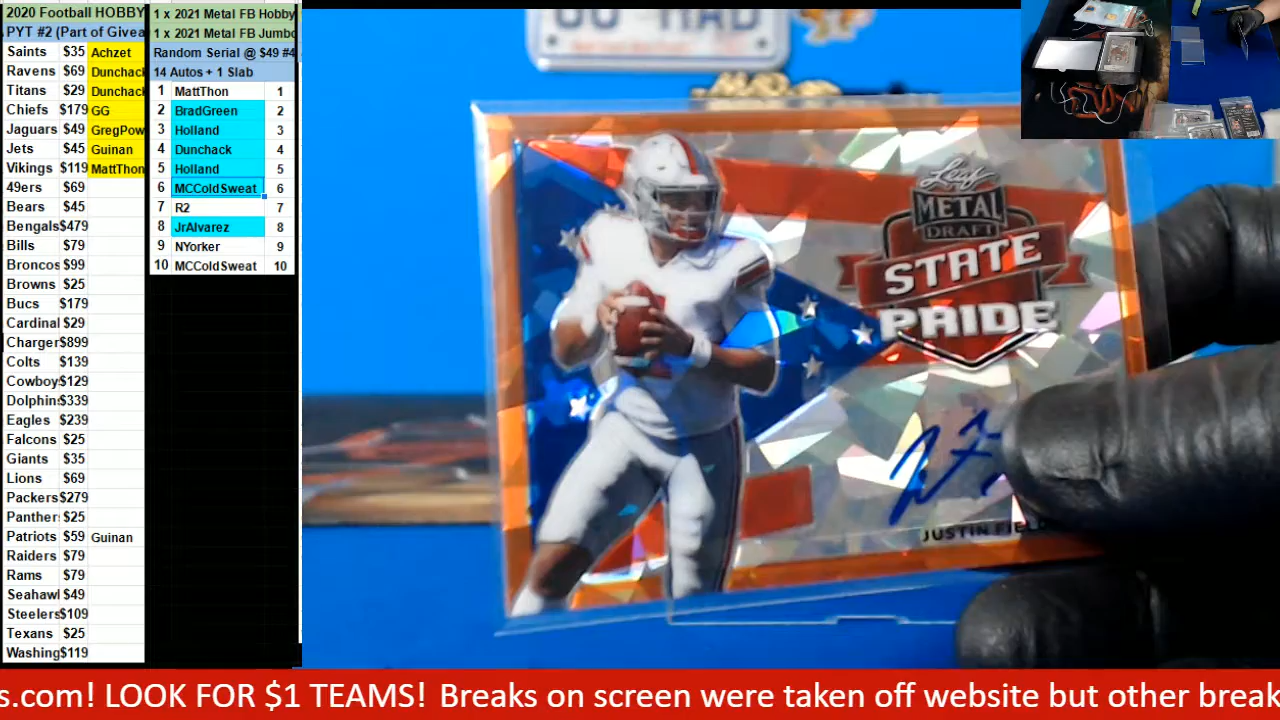 2020 Football HOBBY
PYT #2 (Part of Givea
Saints $35 Achzet
Ravens $69 Dunchack
Titans $29 Dunchack
Chiefs $179 GG
Jaguars $49 GregPow
Jets $45 Guinan
Vikings $119 MattThon
49ers $69
Bears $45
Bengals $479
Bills $79
Broncos $99
Browns $25
Bucs $179
Cardinal $29
Charger $899
Colts $139
Cowboy $129
Dolphins $339
Eagles $239
Falcons $25
Giants $35
Lions $69
Packers $279
Panther $25
Patriots $59 Guinan
Raiders $79
Rams $79
Seahawl $49
Steelers $109
Texans $25
Washing $119
1 x 2021 Metal FB Hobby
1 x 2021 Metal FB Jumbo
Random Serial @ $49 #4
14 Autos + 1 Slab
1 MattThon 1
2 BradGreen 2
3 Holland 3
4 Dunchack 4
5 Holland 5
6 MCColdSweat 6
7 R2 7
8 JrAlvarez 8
9 NYorker 9
10 MCColdSweat 10
Leaf
METAL
DRAFT
STATE
PRIDE
JUSTIN FIEL
s.com! LOOK FOR $1 TEAMS! Breaks on screen were taken off website but other break